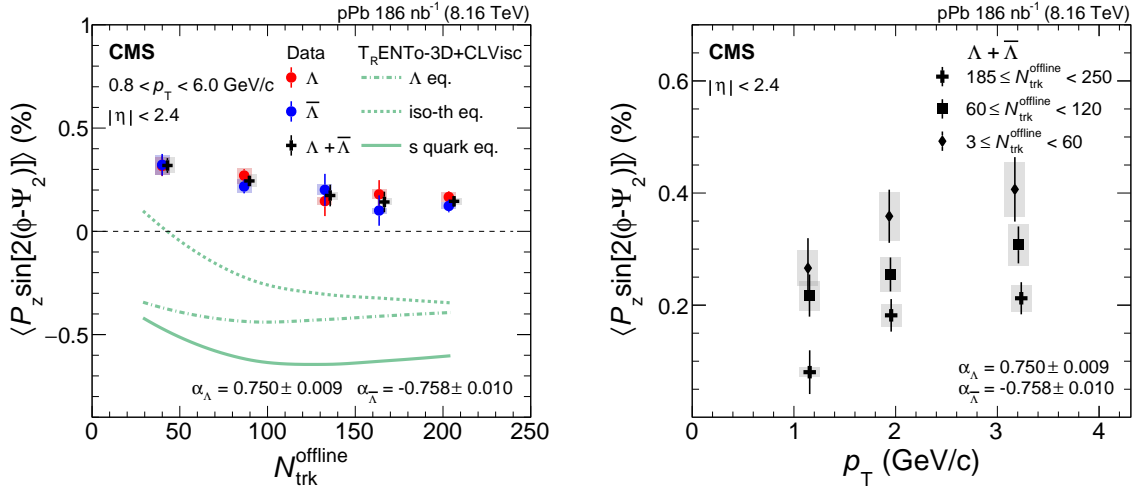 pPb 186 nb⁻¹ (8.16 TeV)
CMS
Data
T_RENTo-3D+CLVisc
0.8 < p_T < 6.0 GeV/c
|η| < 2.4
Λ
Λ̅
Λ + Λ̅
Λ eq.
iso-th eq.
s quark eq.
1
0.5
0
−0.5
⟨P_z sin[2(ϕ-Ψ_2)]⟩ (%)
α_Λ = 0.750± 0.009 α_Λ̅ = -0.758± 0.010
0 50 100 150 200 250
N_trk^offline
pPb 186 nb⁻¹ (8.16 TeV)
CMS
|η| < 2.4
Λ + Λ̅
185 ≤ N_trk^offline < 250
60 ≤ N_trk^offline < 120
3 ≤ N_trk^offline < 60
0.6
0.4
0.2
⟨P_z sin[2(ϕ-Ψ_2)]⟩ (%)
α_Λ = 0.750± 0.009
α_Λ̅ = -0.758± 0.010
0 1 2 3 4
p_T (GeV/c)